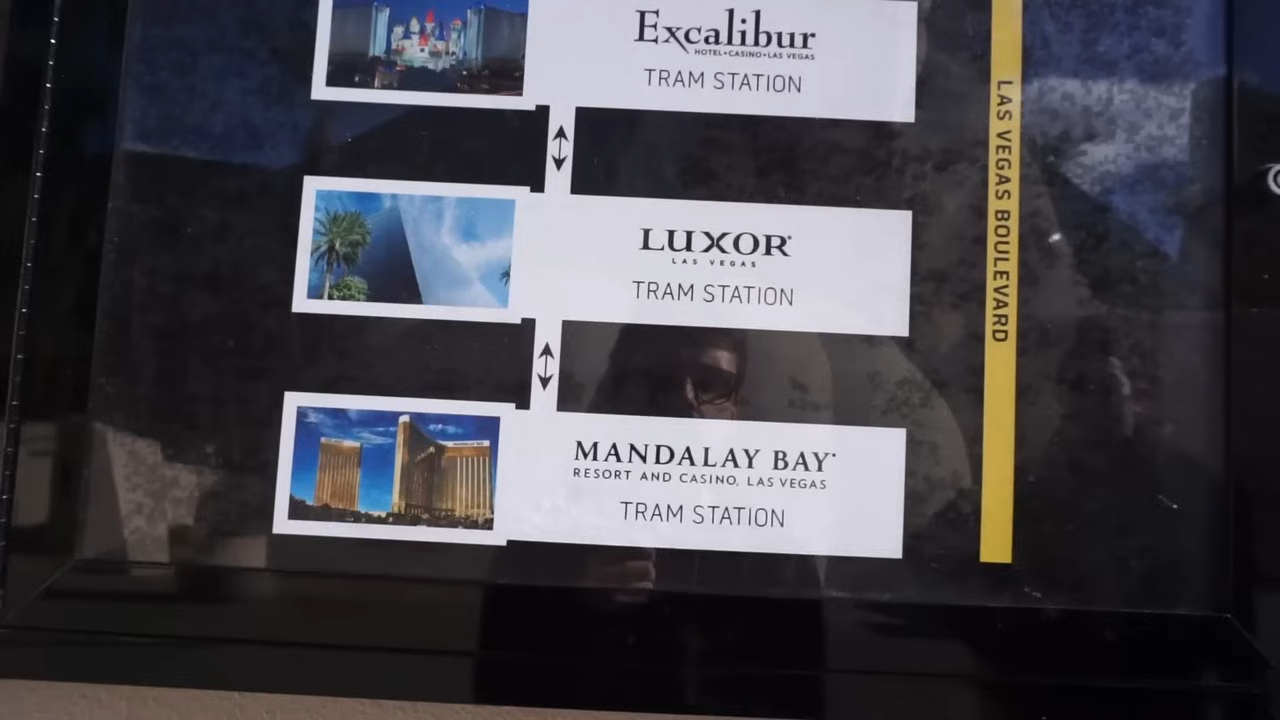 Excalibur
HOTEL•CASINO•LAS VEGAS
TRAM STATION
LUXOR
LAS VEGAS
TRAM STATION
MANDALAY BAY
RESORT AND CASINO, LAS VEGAS
TRAM STATION
LAS VEGAS BOULEVARD